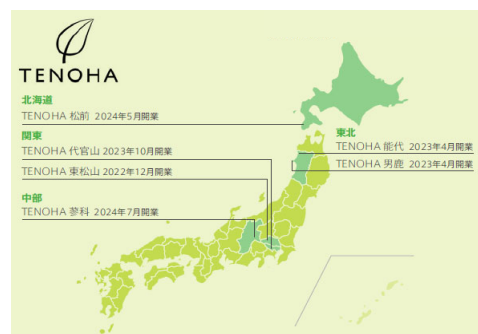 TENOHA
北海道
TENOHA 松前 2024年5月開業
関東
TENOHA 代官山 2023年10月開業
TENOHA 東松山 2022年12月開業
中部
TENOHA 蓼科 2024年7月開業
東北
TENOHA 能代 2023年4月開業
TENOHA 男鹿 2023年4月開業